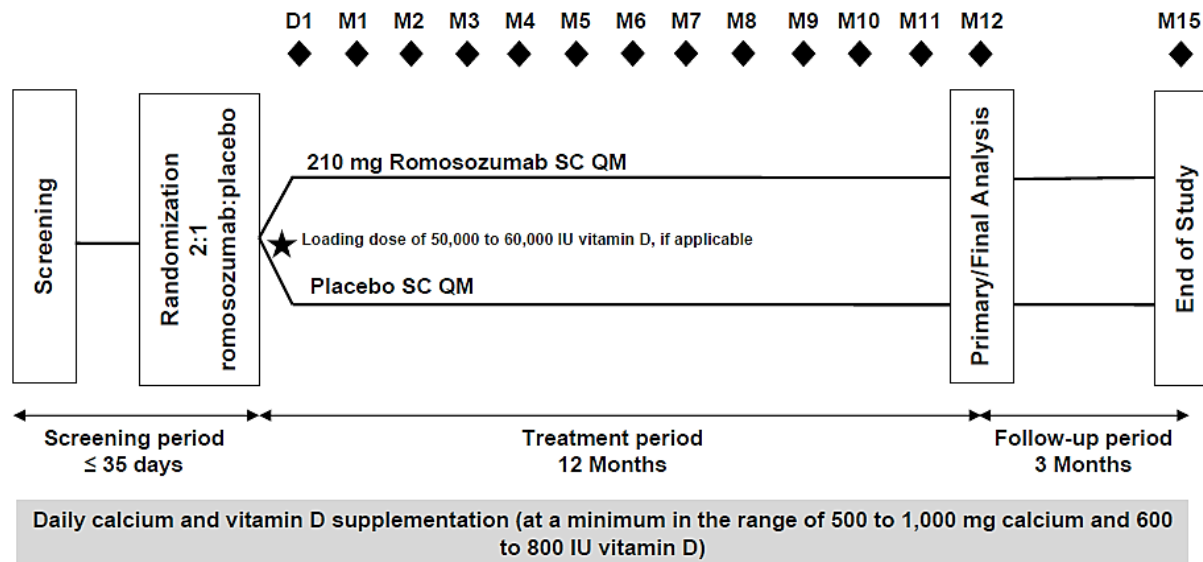 D1 M1 M2 M3 M4 M5 M6 M7 M8 M9 M10 M11 M12 M15
Screening
Randomization
2:1
romosozumab:placebo
210 mg Romosozumab SC QM
Loading dose of 50,000 to 60,000 IU vitamin D, if applicable
Placebo SC QM
Primary/Final Analysis
End of Study
Screening period
≤ 35 days
Treatment period
12 Months
Follow-up period
3 Months
Daily calcium and vitamin D supplementation (at a minimum in the range of 500 to 1,000 mg calcium and 600
to 800 IU vitamin D)